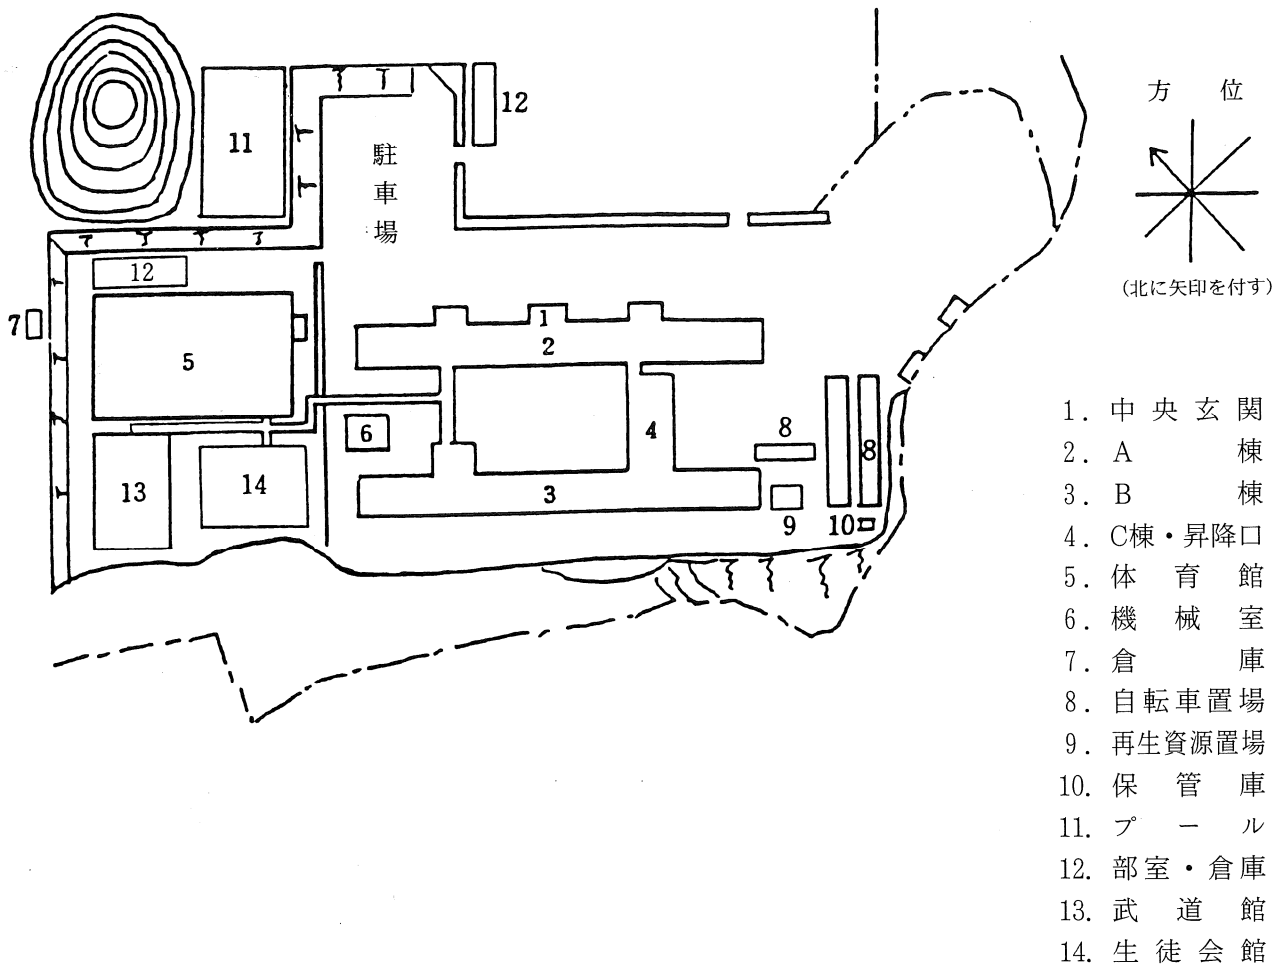 方 位
(北に矢印を付す)
12
11
駐車場
12
7
5
1
2
6
4
8
8
13
14
3
9
10
1. 中央玄関
2. A棟
3. B棟
4. C棟・昇降口
5. 体育館
6. 機械室
7. 倉庫
8. 自転車置場
9. 再生資源置場
10. 保管庫
11. プール
12. 部室・倉庫
13. 武道館
14. 生徒会館